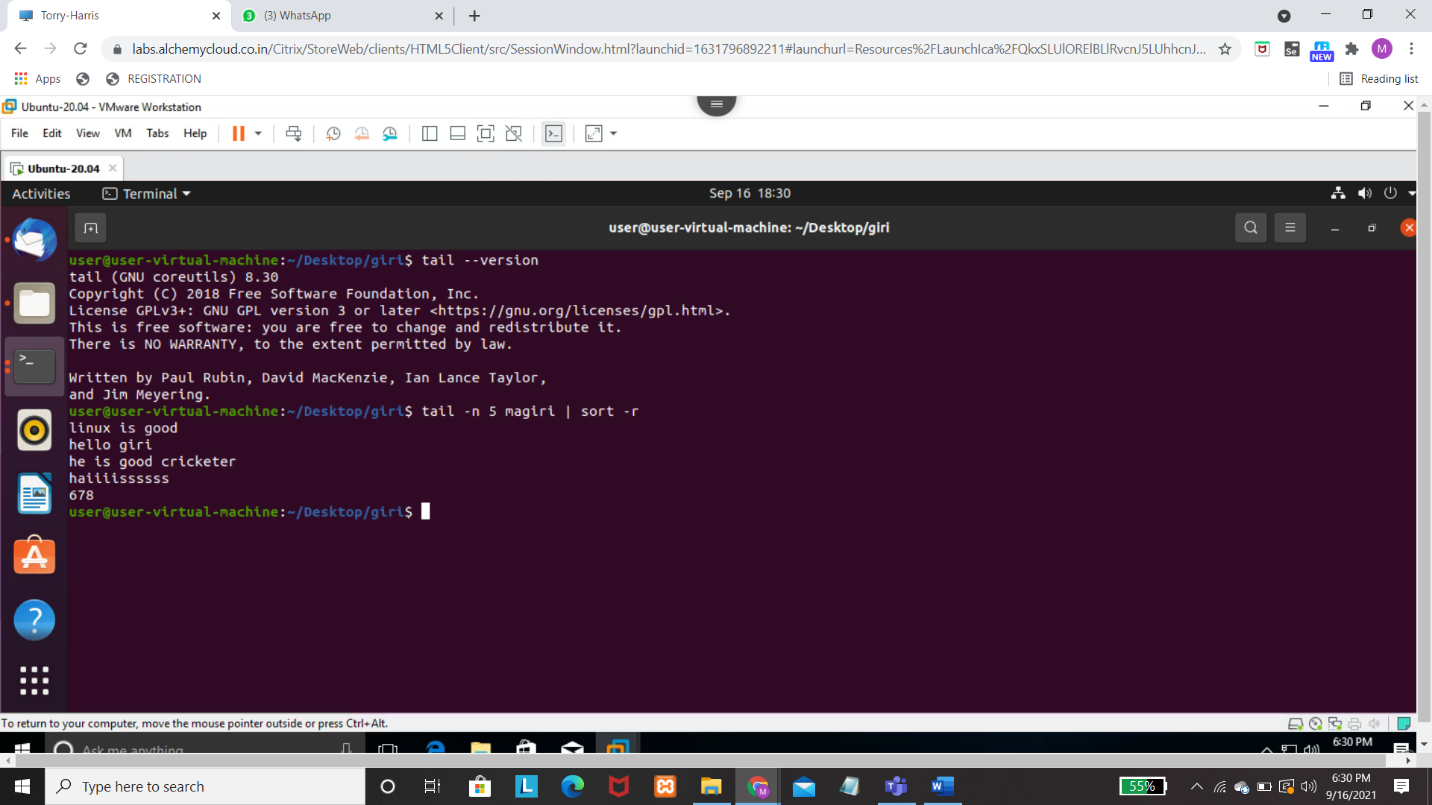 Torry-Harris
(3) WhatsApp
labs.alchemycloud.co.in/Citrix/StoreWeb/clients/HTML5Client/src/SessionWindow.html?launchid=1631796892211#launchurl=Resources%2FLaunchIca%2FQkxSLUlORElBLlRvcnJ5LUhhcnJ...
Se
NEW
M
Apps
REGISTRATION
Reading list
Ubuntu-20.04 - VMware Workstation
File Edit View VM Tabs Help
Ubuntu-20.04
Activities Terminal Sep 16 18:30
user@user-virtual-machine: ~/Desktop/giri
user@user-virtual-machine:~/Desktop/giri$ tail --version
tail (GNU coreutils) 8.30
Copyright (C) 2018 Free Software Foundation, Inc.
License GPLv3+: GNU GPL version 3 or later <https://gnu.org/licenses/gpl.html>.
This is free software: you are free to change and redistribute it.
There is NO WARRANTY, to the extent permitted by law.
Written by Paul Rubin, David MacKenzie, Ian Lance Taylor,
and Jim Meyering.
user@user-virtual-machine:~/Desktop/giri$ tail -n 5 magiri | sort -r
linux is good
hello giri
he is good cricketer
haiiiissssss
678
user@user-virtual-machine:~/Desktop/giri$
To return to your computer, move the mouse pointer outside or press Ctrl+Alt.
Ask me anything
6:30 PM
Type here to search
55%
6:30 PM
9/16/2021